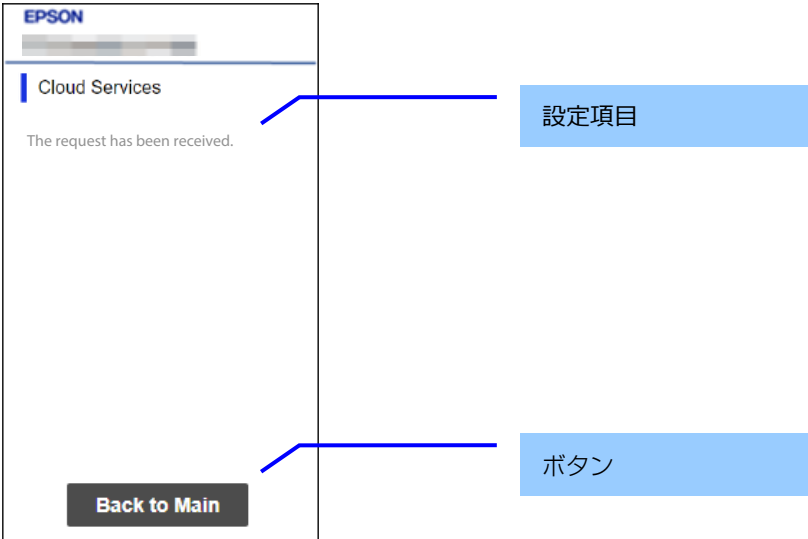 EPSON
Cloud Services
設定項目
The request has been received.
ボタン
Back to Main